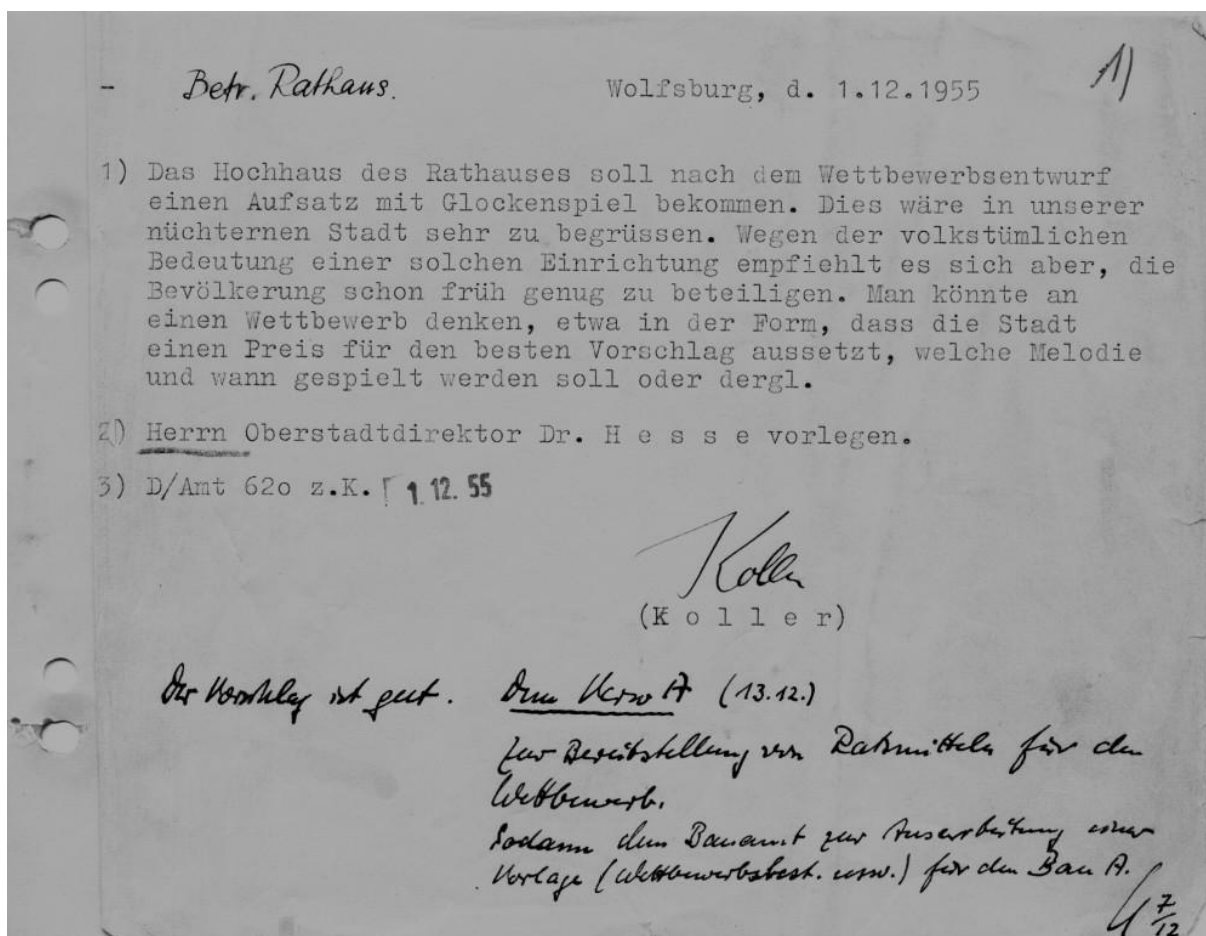 - Betr. Rathaus. Wolfsburg, d. 1.12.1955 1)
1) Das Hochhaus des Rathauses soll nach dem Wettbewerbsentwurf
einen Aufsatz mit Glockenspiel bekommen. Dies wäre in unserer
nüchternen Stadt sehr zu begrüssen. Wegen der volkstümlichen
Bedeutung einer solchen Einrichtung empfiehlt es sich aber, die
Bevölkerung schon früh genug zu beteiligen. Man könnte an
einen Wettbewerb denken, etwa in der Form, dass die Stadt
einen Preis für den besten Vorschlag aussetzt, welche Melodie
und wann gespielt werden soll oder dergl.
2) Herrn Oberstadtdirektor Dr. H e s s e vorlegen.
3) D/Amt 62o z.K. 1.12.55
Koller
(K o l l e r)
Der Vorschlag ist gut. Dem Verw A (13.12.)
zur Bereitstellung von Ratsmitteln für den
Wettbewerb.
Sodann dem Bauamt zur Ausarbeitung einer
Vorlage (Wettbewerbsbest. usw.) für den Bau A.
7/12